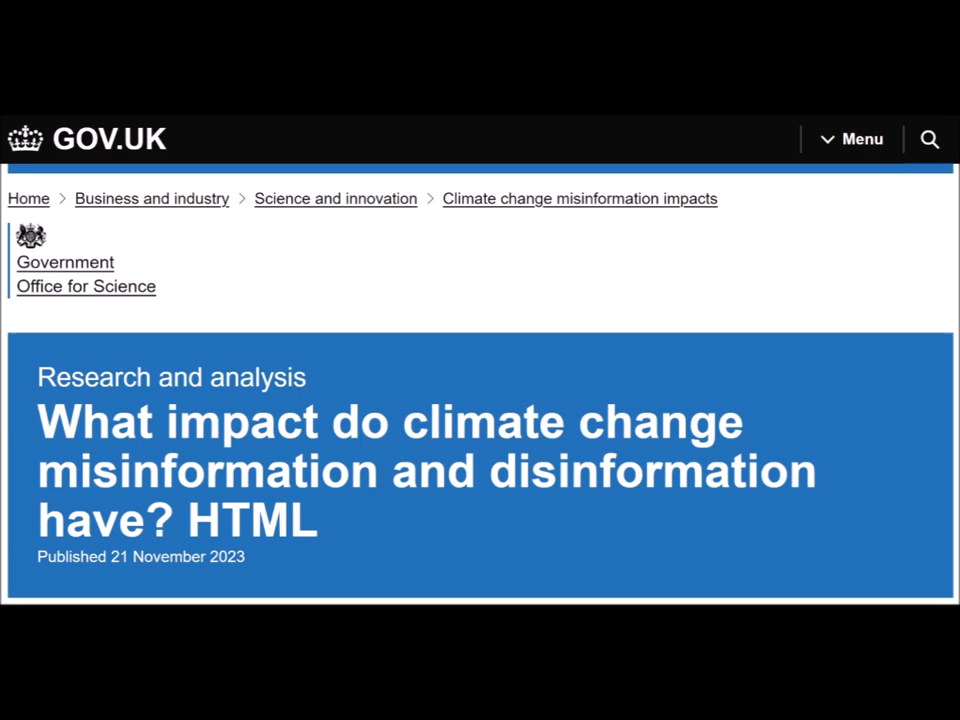 GOV.UK
Menu
Home > Business and industry > Science and innovation > Climate change misinformation impacts
Government
Office for Science
Research and analysis
What impact do climate change
misinformation and disinformation
have? HTML
Published 21 November 2023